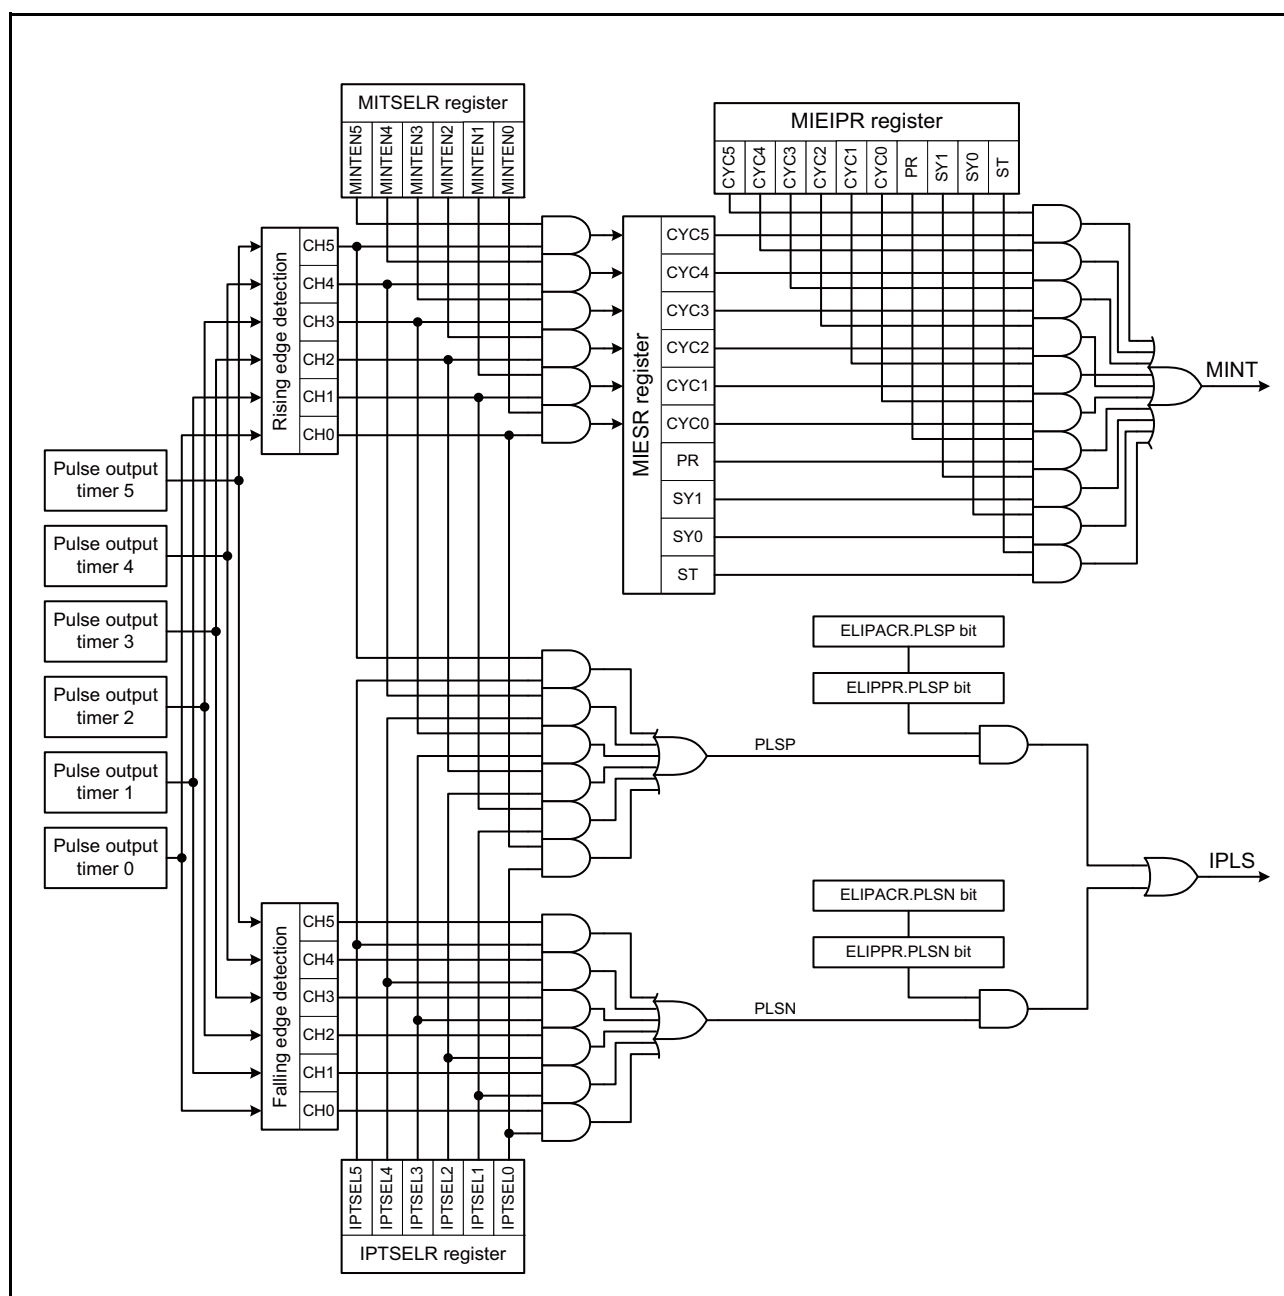 MITSELR register
MINTEN5
MINTEN4
MINTEN3
MINTEN2
MINTEN1
MINTEN0
MIEIPR register
CYC5
CYC4
CYC3
CYC2
CYC1
CYC0
PR
SY1
SY0
ST
Rising edge detection
CH5
CH4
CH3
CH2
CH1
CH0
MIESR register
CYC5
CYC4
CYC3
CYC2
CYC1
CYC0
PR
SY1
SY0
ST
MINT
Pulse output
timer 5
Pulse output
timer 4
Pulse output
timer 3
Pulse output
timer 2
Pulse output
timer 1
Pulse output
timer 0
ELIPACR.PLSP bit
ELIPPR.PLSP bit
PLSP
IPLS
ELIPACR.PLSN bit
ELIPPR.PLSN bit
PLSN
Falling edge detection
CH5
CH4
CH3
CH2
CH1
CH0
IPTSEL5
IPTSEL4
IPTSEL3
IPTSEL2
IPTSEL1
IPTSEL0
IPTSELR register